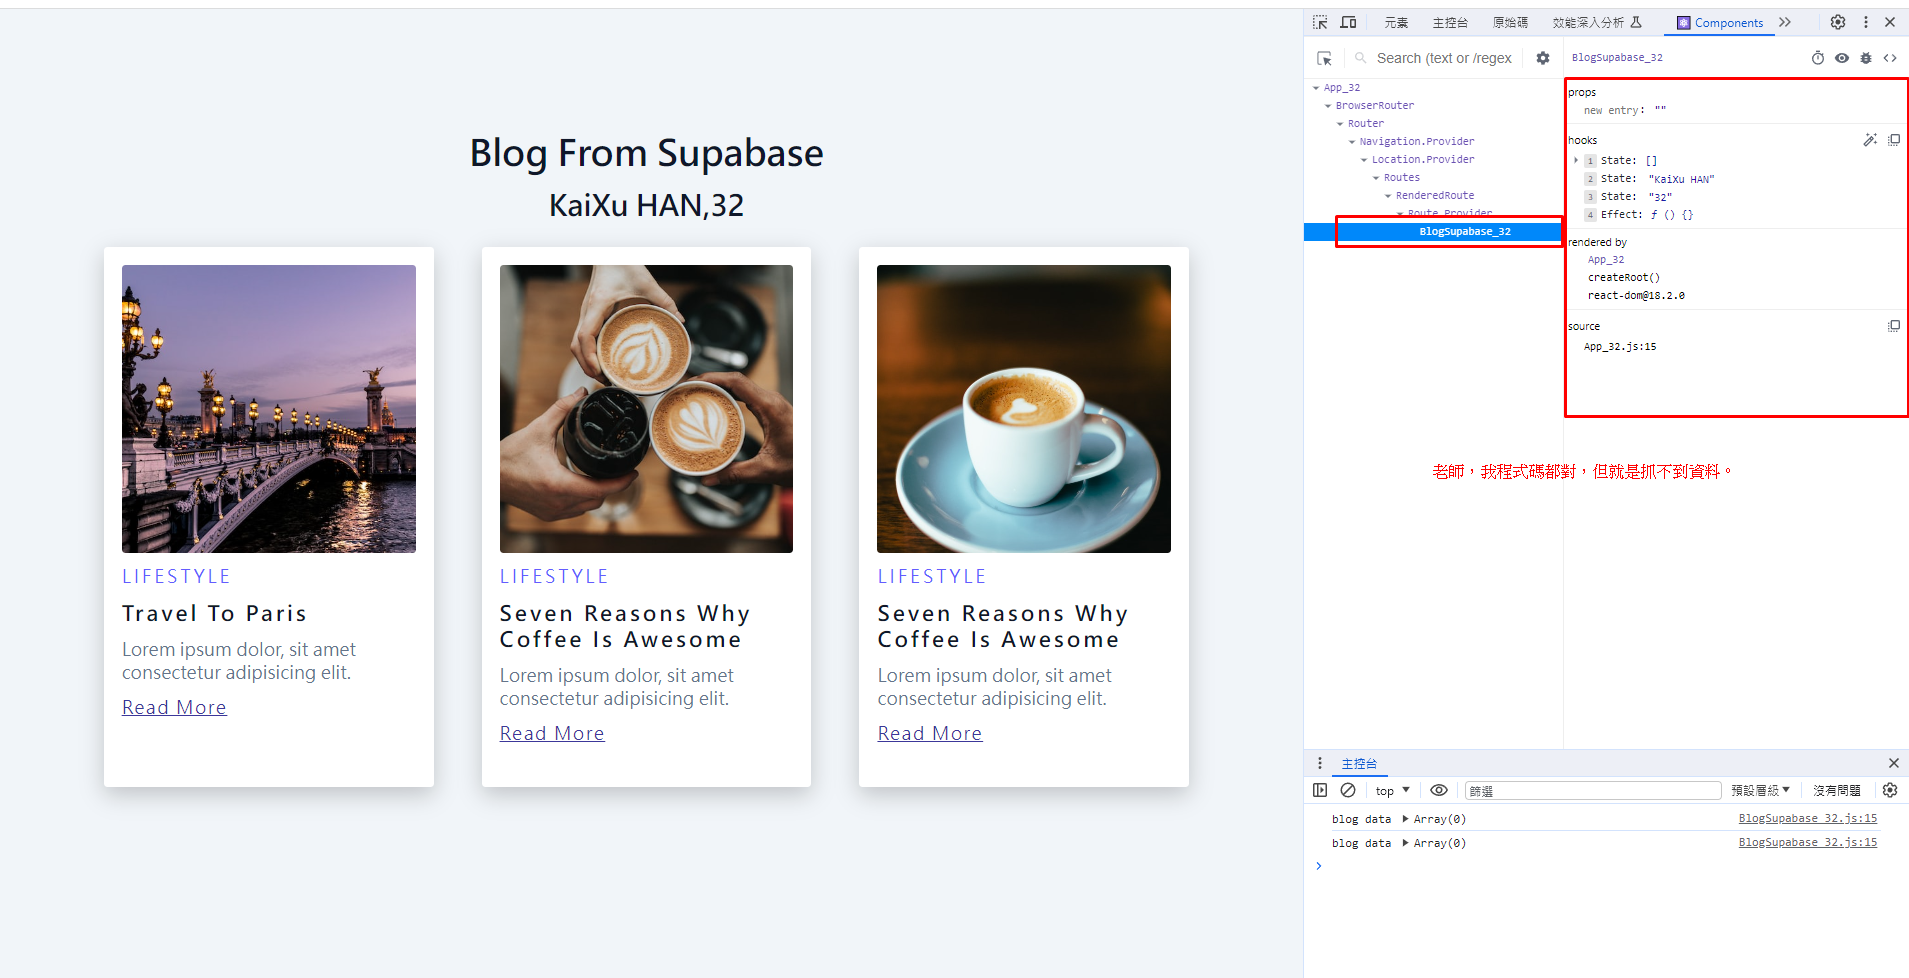 Blog From Supabase
KaiXu HAN,32
LIFESTYLE
Travel To Paris
Lorem ipsum dolor, sit amet
consectetur adipisicing elit.
Read More
LIFESTYLE
Seven Reasons Why
Coffee Is Awesome
Lorem ipsum dolor, sit amet
consectetur adipisicing elit.
Read More
LIFESTYLE
Seven Reasons Why
Coffee Is Awesome
Lorem ipsum dolor, sit amet
consectetur adipisicing elit.
Read More
元素 主控台 原始碼 效能深入分析 Components
Search (text or /regex
App_32
BrowserRouter
Router
Navigation.Provider
Location.Provider
Routes
RenderedRoute
Route.Provider
BlogSupabase_32
BlogSupabase_32
props
new entry: ""
hooks
1 State: []
2 State: "KaiXu HAN"
3 State: "32"
4 Effect: ƒ () {}
rendered by
App_32
createRoot()
react-dom@18.2.0
source
App_32.js:15
老師，我程式碼都對，但就是抓不到資料。
主控台
top 篩選 預設層級 沒有問題
blog data Array(0) BlogSupabase_32.js:15
blog data Array(0) BlogSupabase_32.js:15